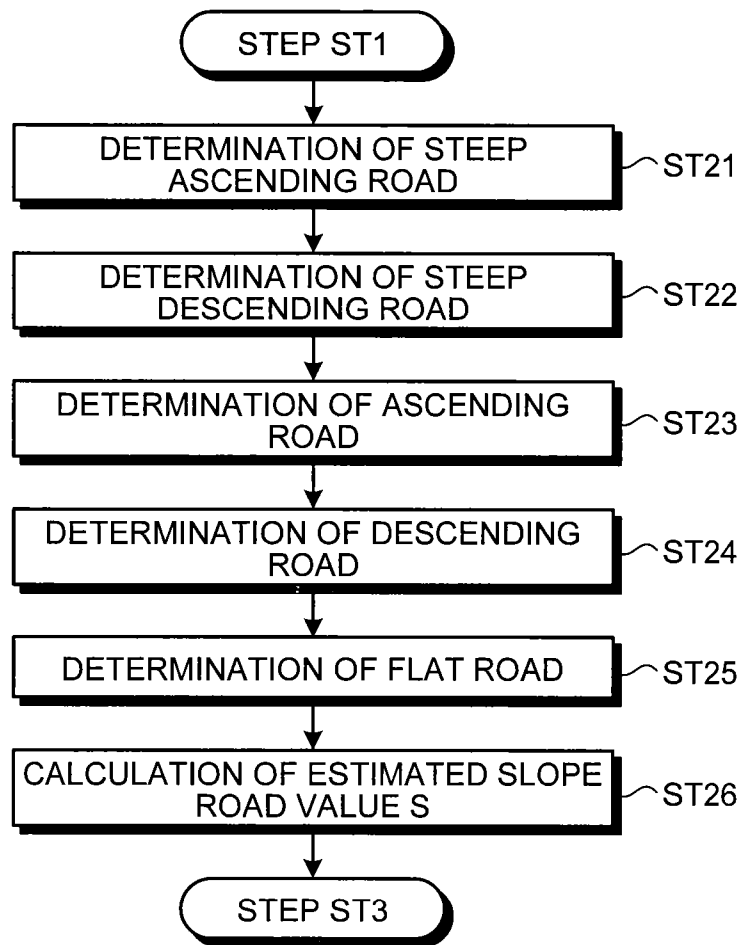 STEP ST1
DETERMINATION OF STEEP
ASCENDING ROAD
ST21
DETERMINATION OF STEEP
DESCENDING ROAD
ST22
DETERMINATION OF ASCENDING
ROAD
ST23
DETERMINATION OF DESCENDING
ROAD
ST24
DETERMINATION OF FLAT ROAD
ST25
CALCULATION OF ESTIMATED SLOPE
ROAD VALUE S
ST26
STEP ST3